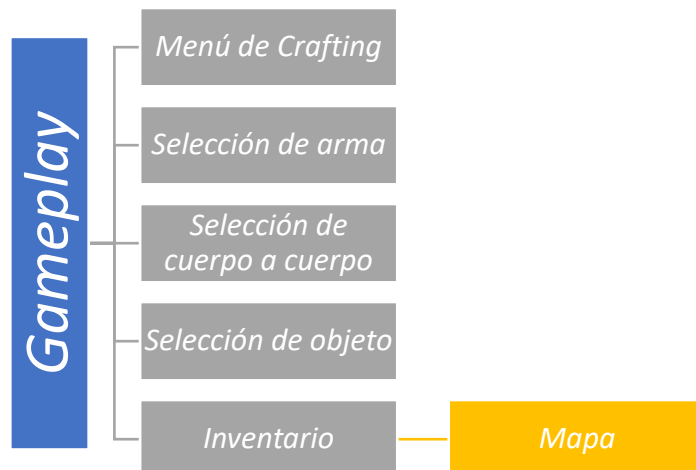 Gameplay
Menú de Crafting
Selección de arma
Selección de
cuerpo a cuerpo
Selección de objeto
Inventario
Mapa